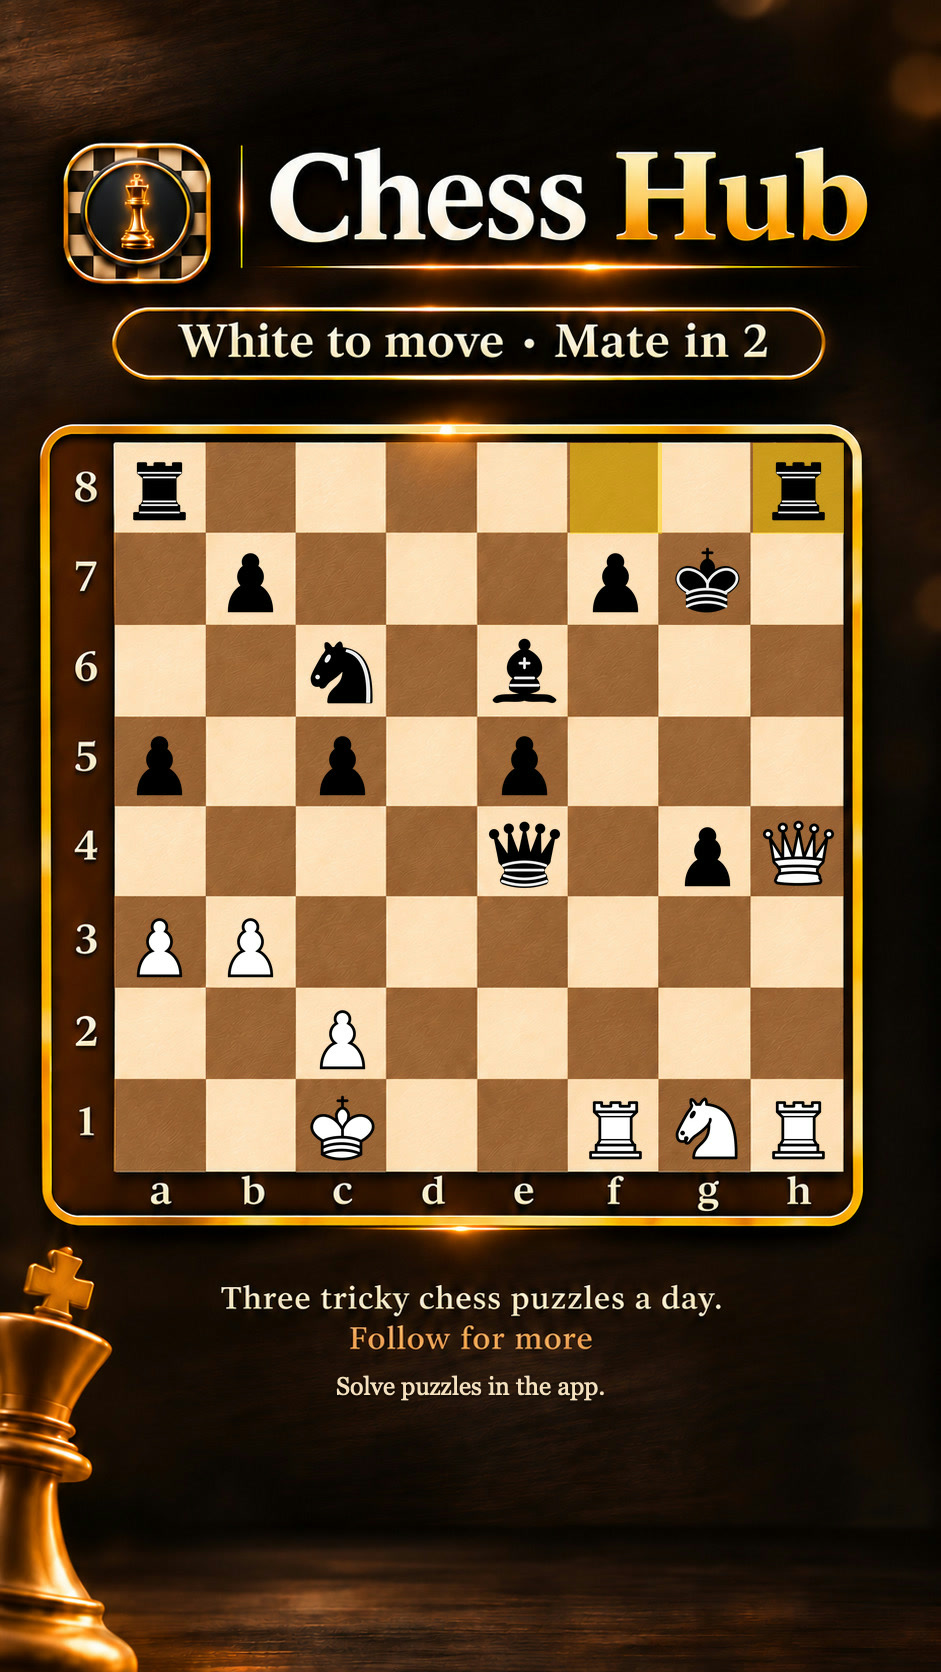 Chess Hub
White to move · Mate in 2
8
7
6
5
4
3
2
1
a b c d e f g h
Three tricky chess puzzles a day.
Follow for more
Solve puzzles in the app.